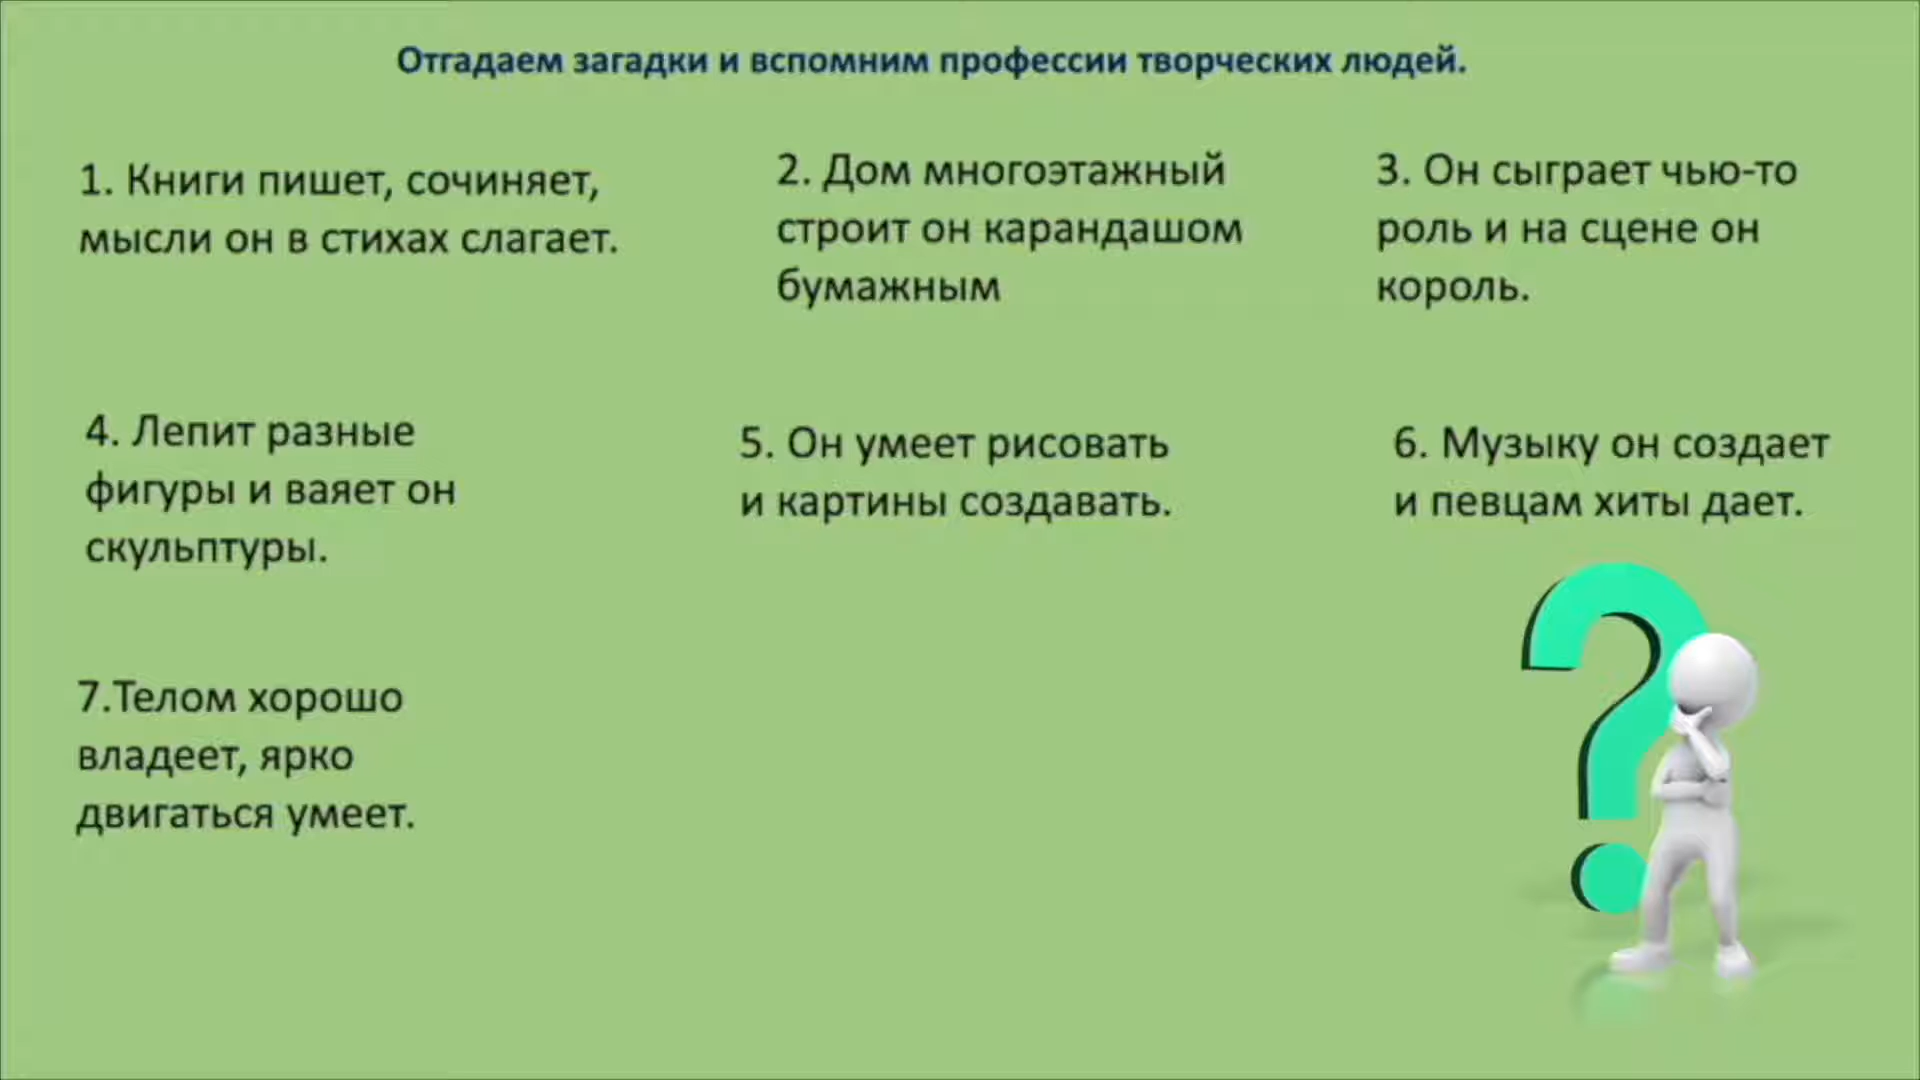 Отгадаем загадки и вспомним профессии творческих людей.
1. Книги пишет, сочиняет,
мысли он в стихах слагает.
2. Дом многоэтажный
строит он карандашом
бумажным
3. Он сыграет чью-то
роль и на сцене он
король.
4. Лепит разные
фигуры и ваяет он
скульптуры.
5. Он умеет рисовать
и картины создавать.
6. Музыку он создает
и певцам хиты дает.
7.Телом хорошо
владеет, ярко
двигаться умеет.